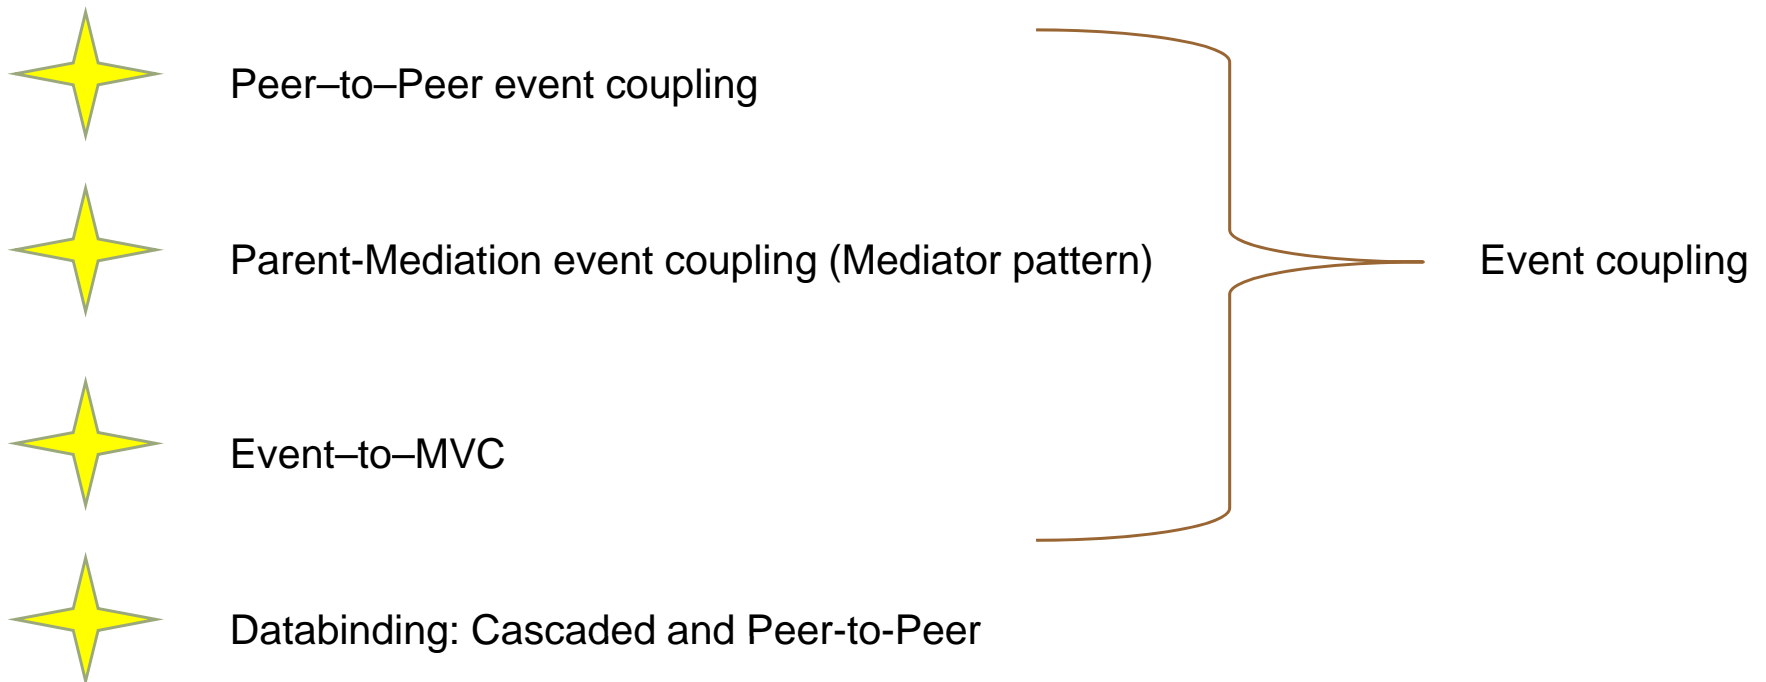 Peer–to–Peer event coupling
Parent-Mediation event coupling (Mediator pattern)
Event coupling
Event–to–MVC
Databinding: Cascaded and Peer-to-Peer